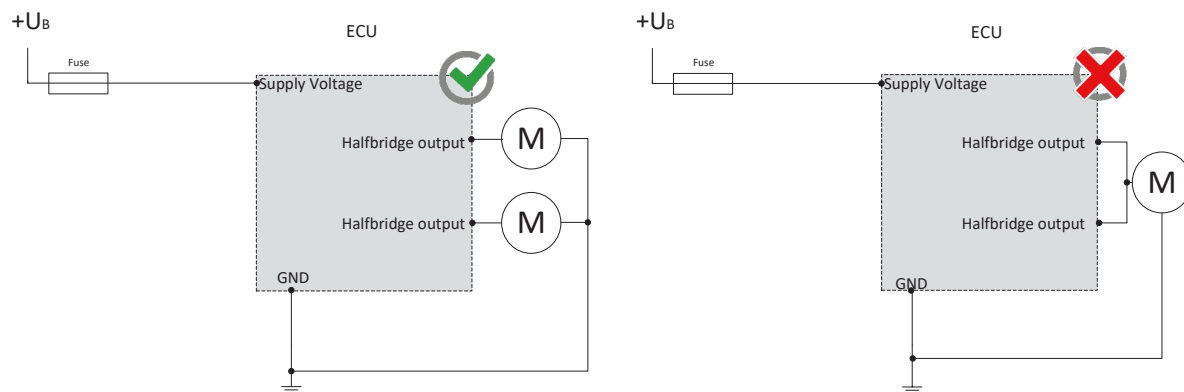 +UB
ECU
Fuse
Supply Voltage
Halfbridge output
M
Halfbridge output
M
GND
+UB
ECU
Fuse
Supply Voltage
Halfbridge output
M
Halfbridge output
GND